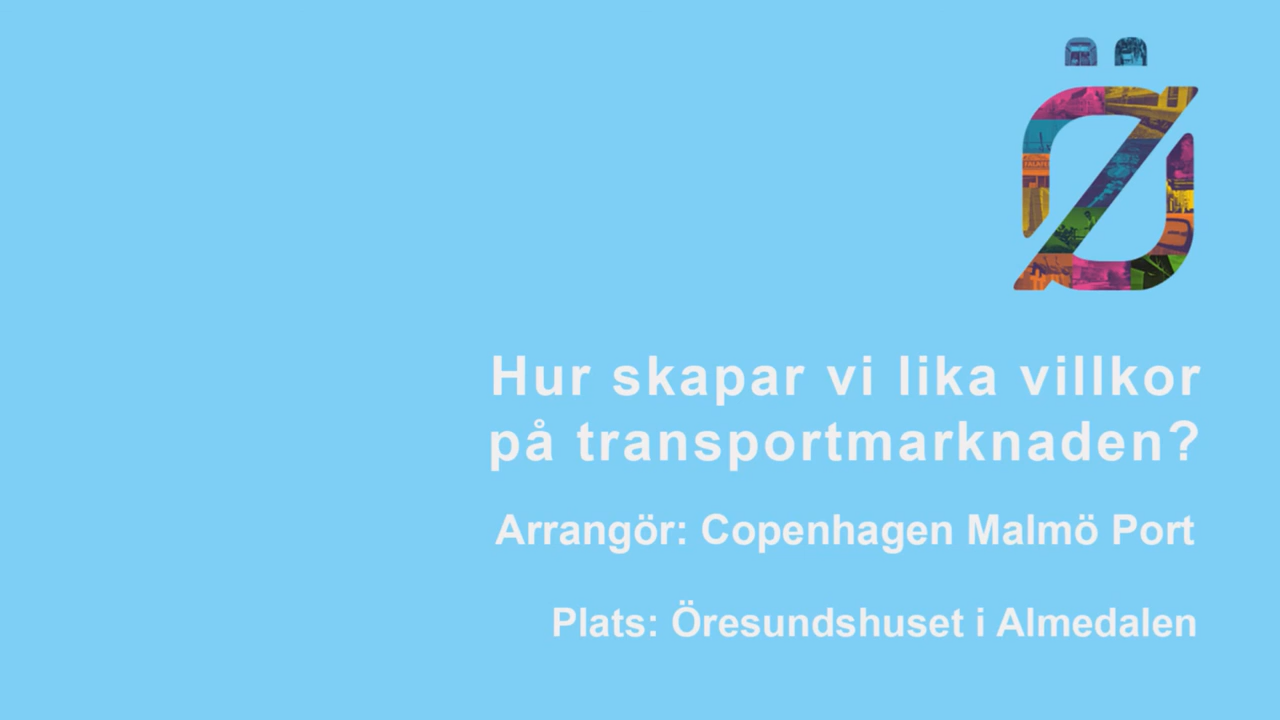 Hur skapar vi lika villkor
på transportmarknaden?
Arrangör: Copenhagen Malmö Port
Plats: Öresundshuset i Almedalen